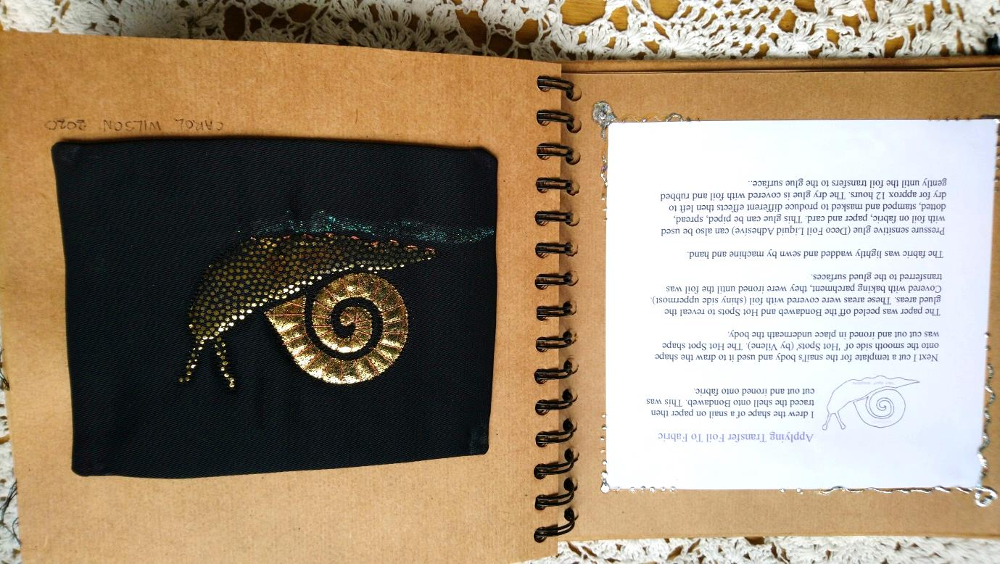 Applying Transfer Foil To Fabric
I drew the shape of a snail on paper then
traced the shell onto Bondaweb. This was
cut out and ironed onto fabric.
Next I cut a template for the snail's body and used it to draw the shape
onto the smooth side of 'Hot Spots' (by Vilene). The Hot Spot shape
was cut out and ironed in place underneath the body.
The paper was peeled off the Bondaweb and Hot Spots to reveal the
glued areas. These areas were covered with foil (shiny side uppermost).
Covered with baking parchment, they were ironed until the foil was
transferred to the glued surfaces.
The fabric was lightly wadded and sewn by machine and hand.
Pressure sensitive glue (Deco Foil Liquid Adhesive) can also be used
with foil on fabric, paper and card. This glue can be piped, spread,
dotted, stamped and masked to produce different effects then left to
dry for approx 12 hours. The dry glue is covered with foil and rubbed
gently until the foil transfers to the glue surface..
CAROL WILSON 2020